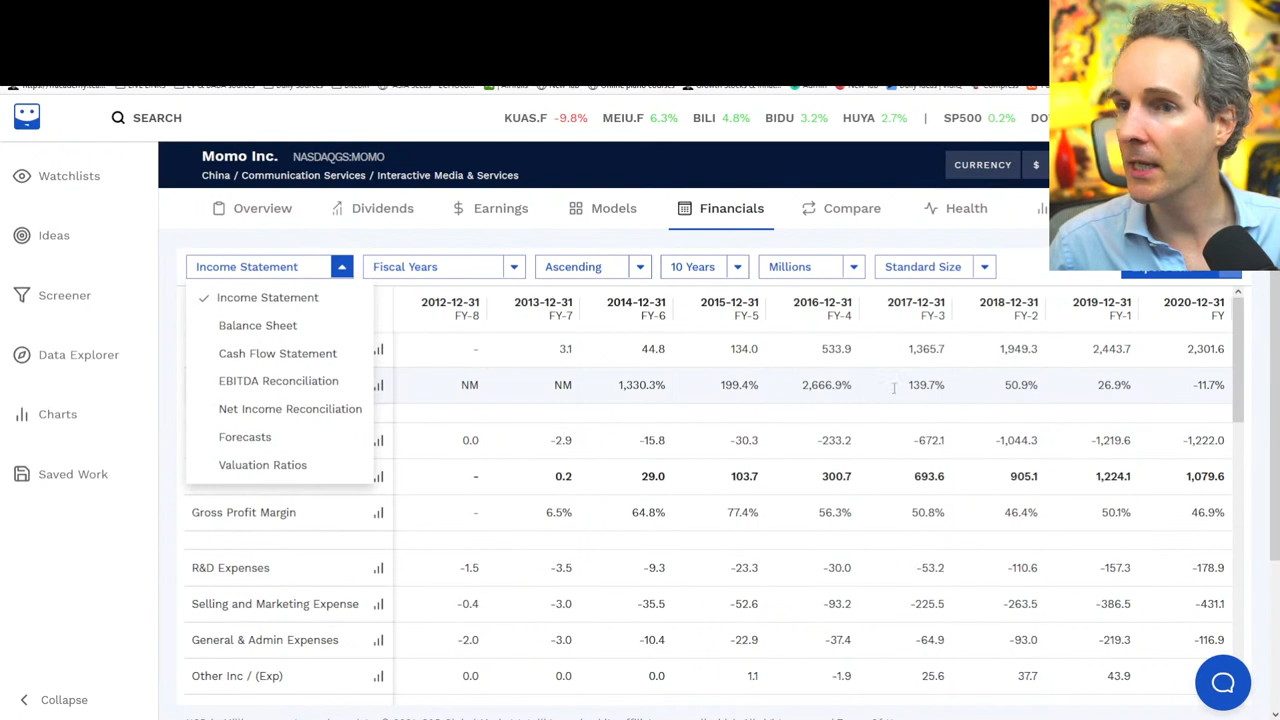 SEARCH
KUAS.F -9.8% MEIU.F 6.3% BILI 4.8% BIDU 3.2% HUYA 2.7% | SP500 0.2% DO
Momo Inc. NASDAQGS:MOMO
China / Communication Services / Interactive Media & Services
CURRENCY $
Watchlists
Ideas
Screener
Data Explorer
Charts
Saved Work
Collapse
Overview Dividends Earnings Models Financials Compare Health
Income Statement Fiscal Years Ascending 10 Years Millions Standard Size
Income Statement
Balance Sheet
Cash Flow Statement
EBITDA Reconciliation
Net Income Reconciliation
Forecasts
Valuation Ratios
2012-12-31 2013-12-31 2014-12-31 2015-12-31 2016-12-31 2017-12-31 2018-12-31 2019-12-31 2020-12-31
FY-8 FY-7 FY-6 FY-5 FY-4 FY-3 FY-2 FY-1 FY
- 3.1 44.8 134.0 533.9 1,365.7 1,949.3 2,443.7 2,301.6
NM NM 1,330.3% 199.4% 2,666.9% 139.7% 50.9% 26.9% -11.7%
0.0 -2.9 -15.8 -30.3 -233.2 -672.1 -1,044.3 -1,219.6 -1,222.0
- 0.2 29.0 103.7 300.7 693.6 905.1 1,224.1 1,079.6
Gross Profit Margin - 6.5% 64.8% 77.4% 56.3% 50.8% 46.4% 50.1% 46.9%
R&D Expenses -1.5 -3.5 -9.3 -23.3 -30.0 -53.2 -110.6 -157.3 -178.9
Selling and Marketing Expense -0.4 -3.0 -35.5 -52.6 -93.2 -225.5 -263.5 -386.5 -431.1
General & Admin Expenses -2.0 -3.0 -10.4 -22.9 -37.4 -64.9 -93.0 -219.3 -116.9
Other Inc / (Exp) 0.0 0.0 0.0 1.1 -1.9 25.6 37.7 43.9